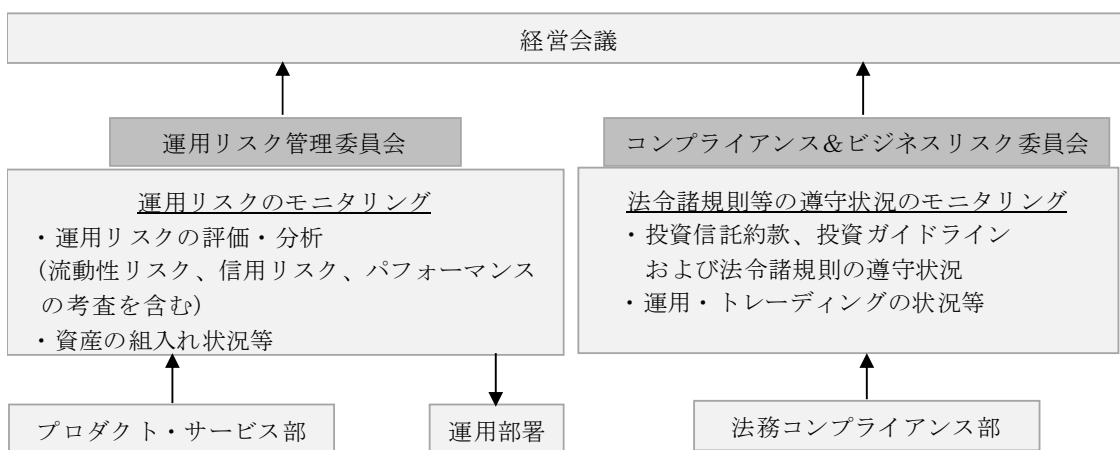 経営会議
運用リスク管理委員会
運用リスクのモニタリング
・運用リスクの評価・分析
(流動性リスク、信用リスク、パフォーマンス
の考査を含む)
・資産の組入れ状況等
プロダクト・サービス部
運用部署
コンプライアンス&ビジネスリスク委員会
法令諸規則等の遵守状況のモニタリング
・投資信託約款、投資ガイドライン
および法令諸規則の遵守状況
・運用・トレーディングの状況等
法務コンプライアンス部